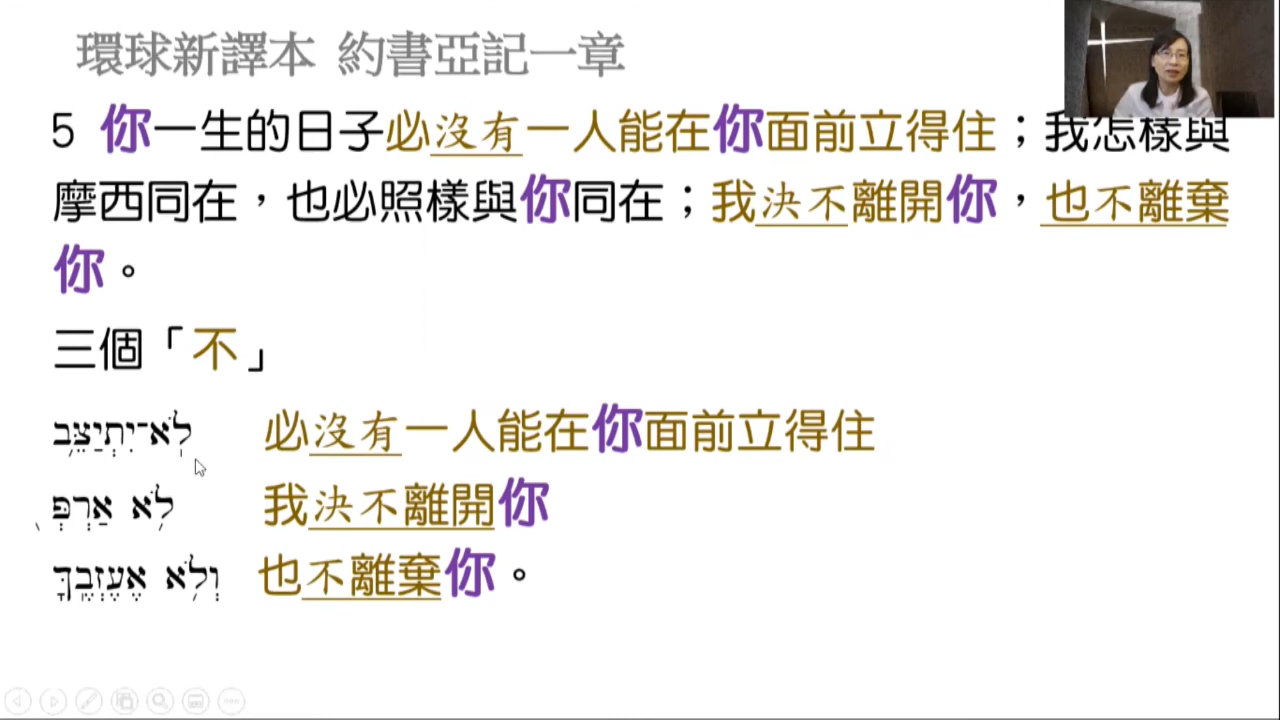 環球新譯本 約書亞記一章
5 你一生的日子必沒有一人能在你面前立得住；我怎樣與
摩西同在，也必照樣與你同在；我決不離開你，也不離棄
你。
三個「不」
לֹֽא־יִתְיַצֵּ֥ב 必沒有一人能在你面前立得住
לֹ֥א אַרְפְּ 我決不離開你
וְלֹ֥א אֶעֶזְבֶֽךָּ 也不離棄你。